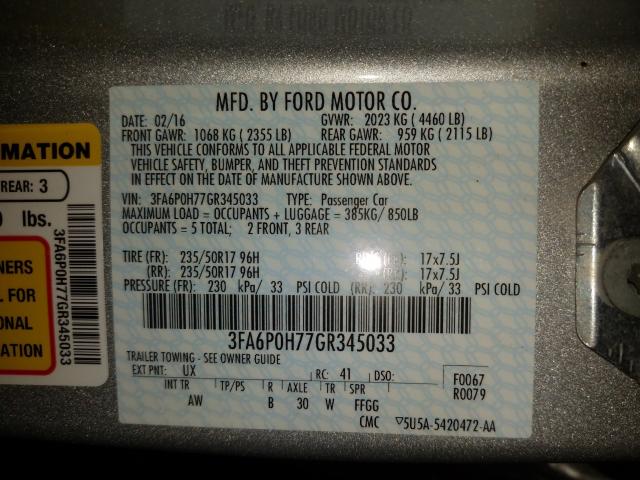 MFD. BY FORD MOTOR CO.
DATE: 02/16 GVWR: 2023 KG ( 4460 LB)
FRONT GAWR: 1068 KG ( 2355 LB) REAR GAWR: 959 KG ( 2115 LB)
THIS VEHICLE CONFORMS TO ALL APPLICABLE FEDERAL MOTOR
VEHICLE SAFETY, BUMPER, AND THEFT PREVENTION STANDARDS
IN EFFECT ON THE DATE OF MANUFACTURE SHOWN ABOVE.
VIN: 3FA6P0H77GR345033 TYPE: Passenger Car
MAXIMUM LOAD = OCCUPANTS + LUGGAGE = 385KG/ 850LB
OCCUPANTS = 5 TOTAL; 2 FRONT, 3 REAR
TIRE (FR): 235/50R17 96H 17x7.5J
(RR): 235/50R17 96H 17x7.5J
PRESSURE (FR): 230 kPa/ 33 PSI COLD (RR): 230 kPa/ 33 PSI COLD
3FA6P0H77GR345033
TRAILER TOWING - SEE OWNER GUIDE
EXT PNT: UX RC: 41 DSO: F0067
R0079
INT TR TP/PS R AXLE TR SPR
AW B 30 W FFGG
CMC 5U5A-5420472-AA
RMATION
REAR: 3
lbs.
3FA6P0H77GR345033
NERS
L FOR
ONAL
ATION